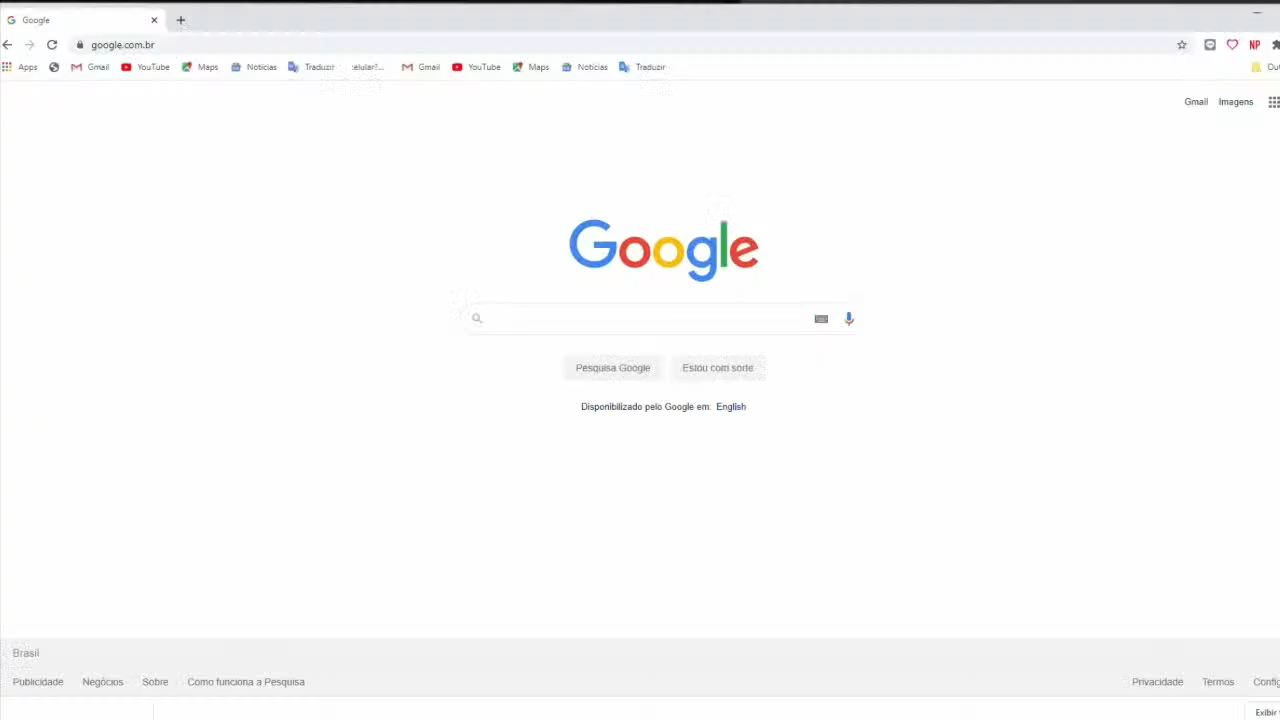 Google
google.com.br
NP
Apps Gmail YouTube Maps Notícias Traduzir Gmail YouTube Maps Notícias Traduzir
Gmail Imagens
Google
Pesquisa Google Estou com sorte
Disponibilizado pelo Google em: English
Brasil
Publicidade Negócios Sobre Como funciona a Pesquisa Privacidade Termos
Exibir